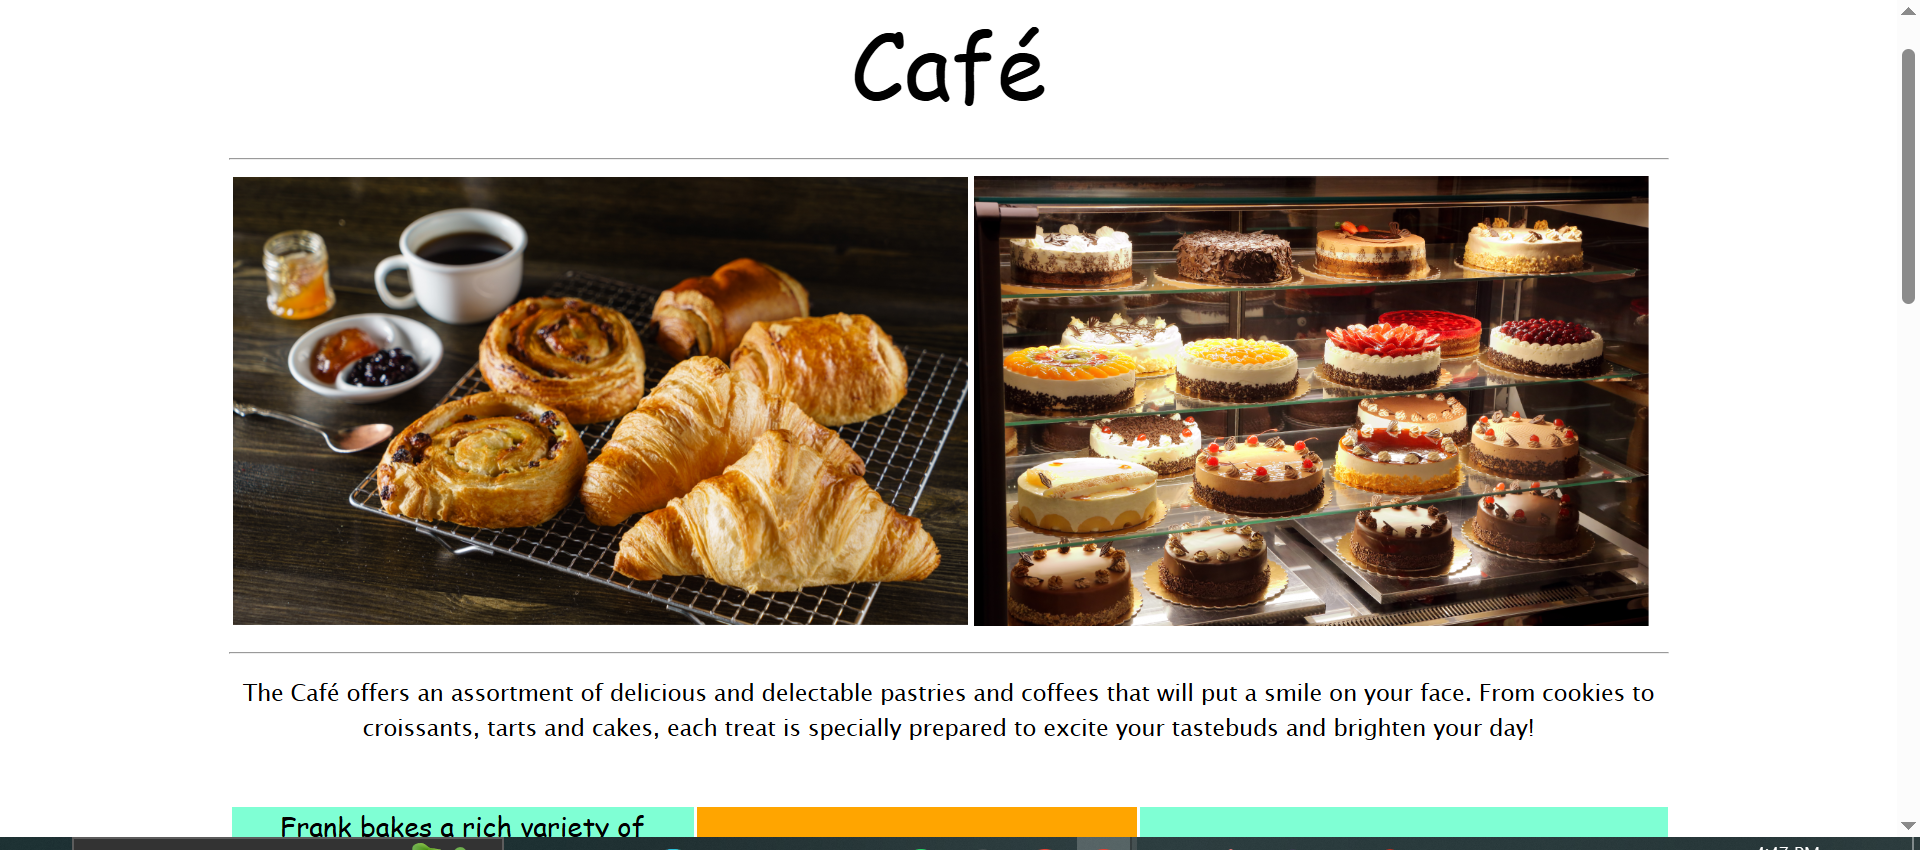 Café
The Café offers an assortment of delicious and delectable pastries and coffees that will put a smile on your face. From cookies to
croissants, tarts and cakes, each treat is specially prepared to excite your tastebuds and brighten your day!
Frank bakes a rich variety of